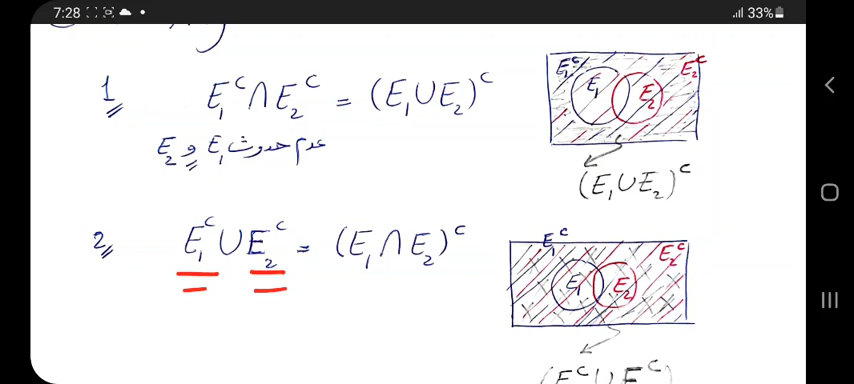 7:28
33%
1 E₁ᶜ ∩ E₂ᶜ = (E₁ ∪ E₂)ᶜ
عدم حدوث E₁ و E₂
E₁ᶜ E₂ᶜ
E₁ E₂
(E₁ ∪ E₂)ᶜ
2 E₁ᶜ ∪ E₂ᶜ = (E₁ ∩ E₂)ᶜ
E₁ᶜ E₂ᶜ
E₁ E₂